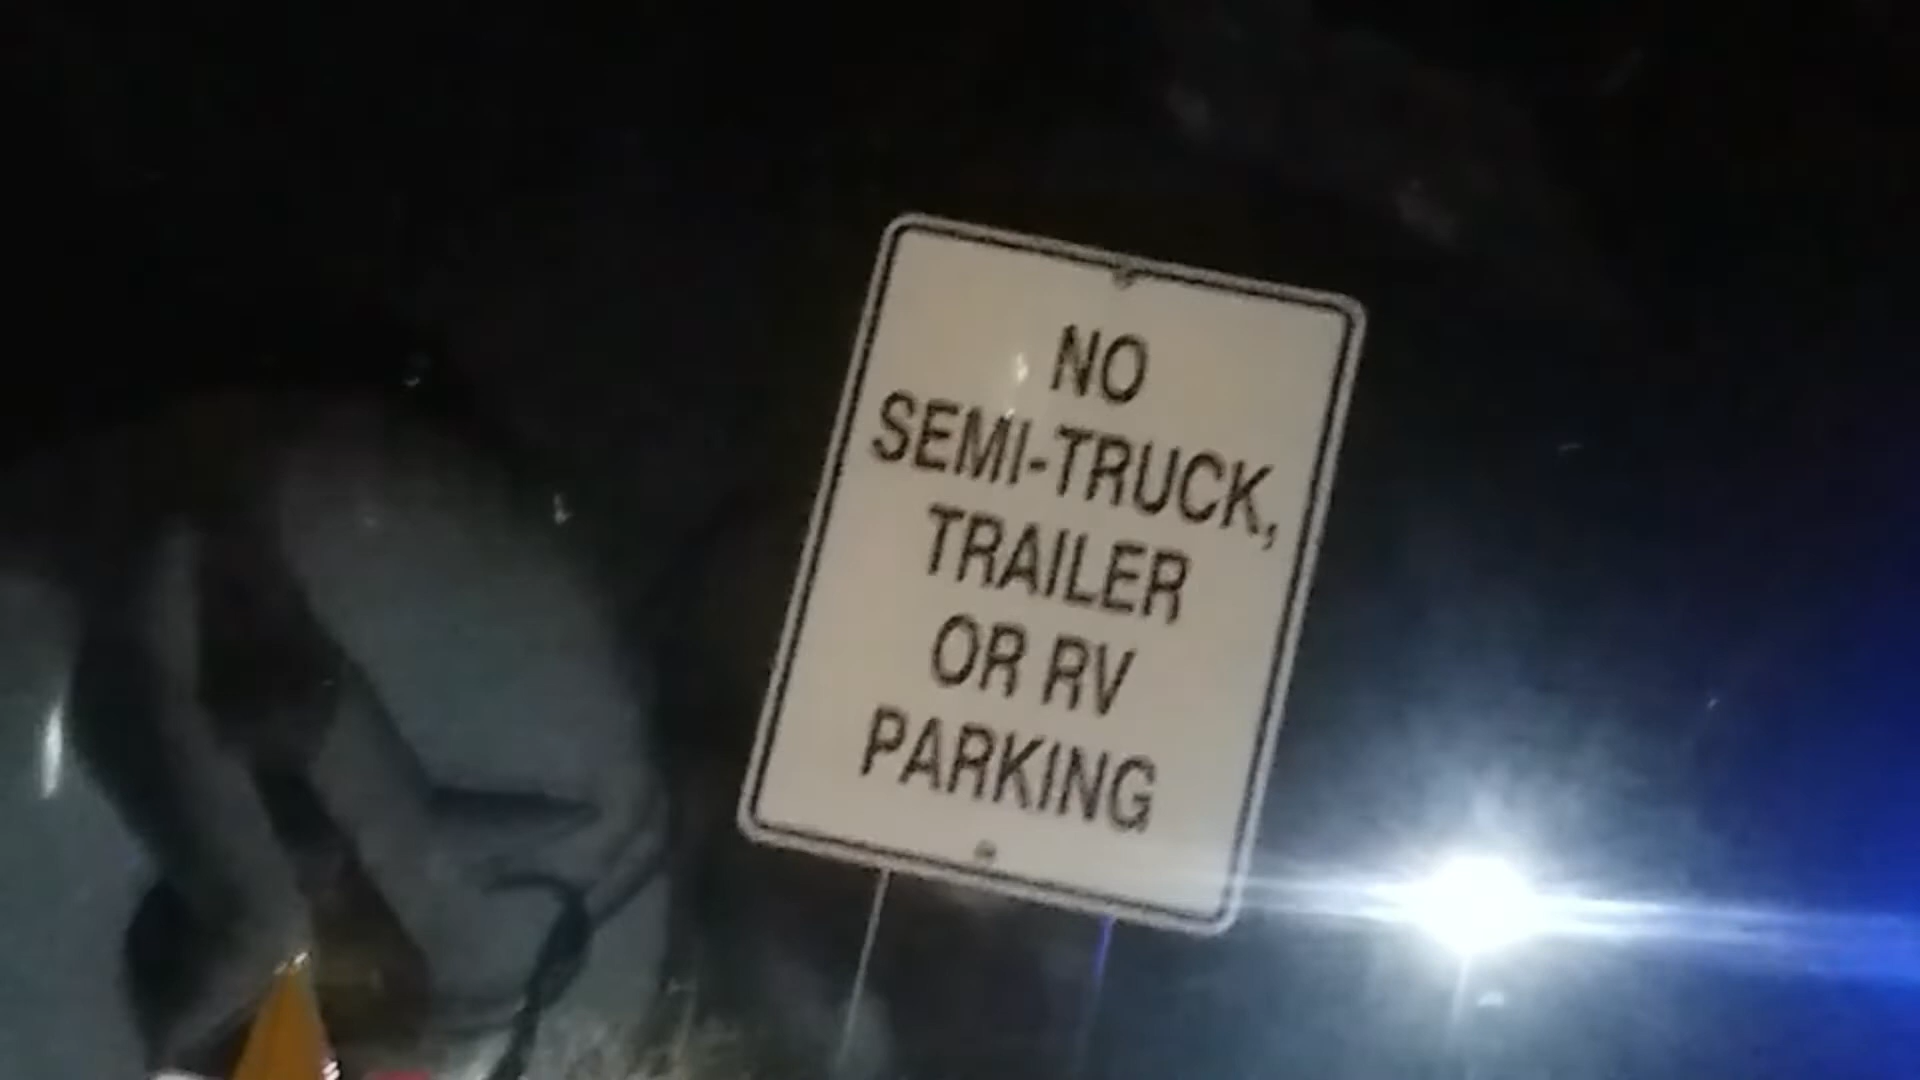 NO
SEMI-TRUCK,
TRAILER
OR RV
PARKING